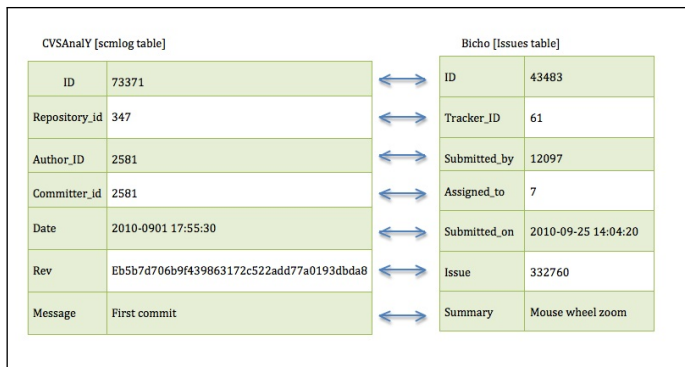 CVSAnalY [scmlog table]
Bicho [Issues table]
ID 73371
ID 43483
Repository_id 347
Tracker_ID 61
Author_ID 2581
Submitted_by 12097
Committer_id 2581
Assigned_to 7
Date 2010-0901 17:55:30
Submitted_on 2010-09-25 14:04:20
Rev Eb5b7d706b9f439863172c522add77a0193dbda8
Issue 332760
Message First commit
Summary Mouse wheel zoom